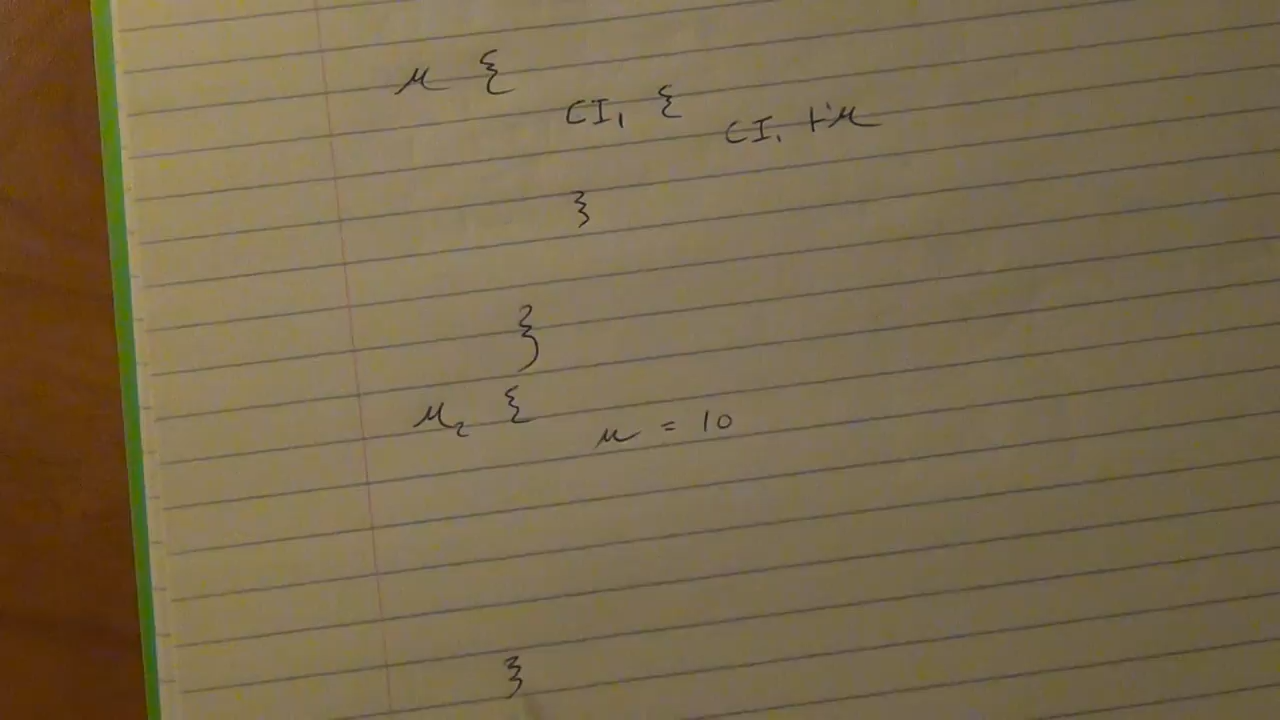 μ {
CI₁ {
CI₁ + μ
}
}
μ₂ {
μ = 10
}